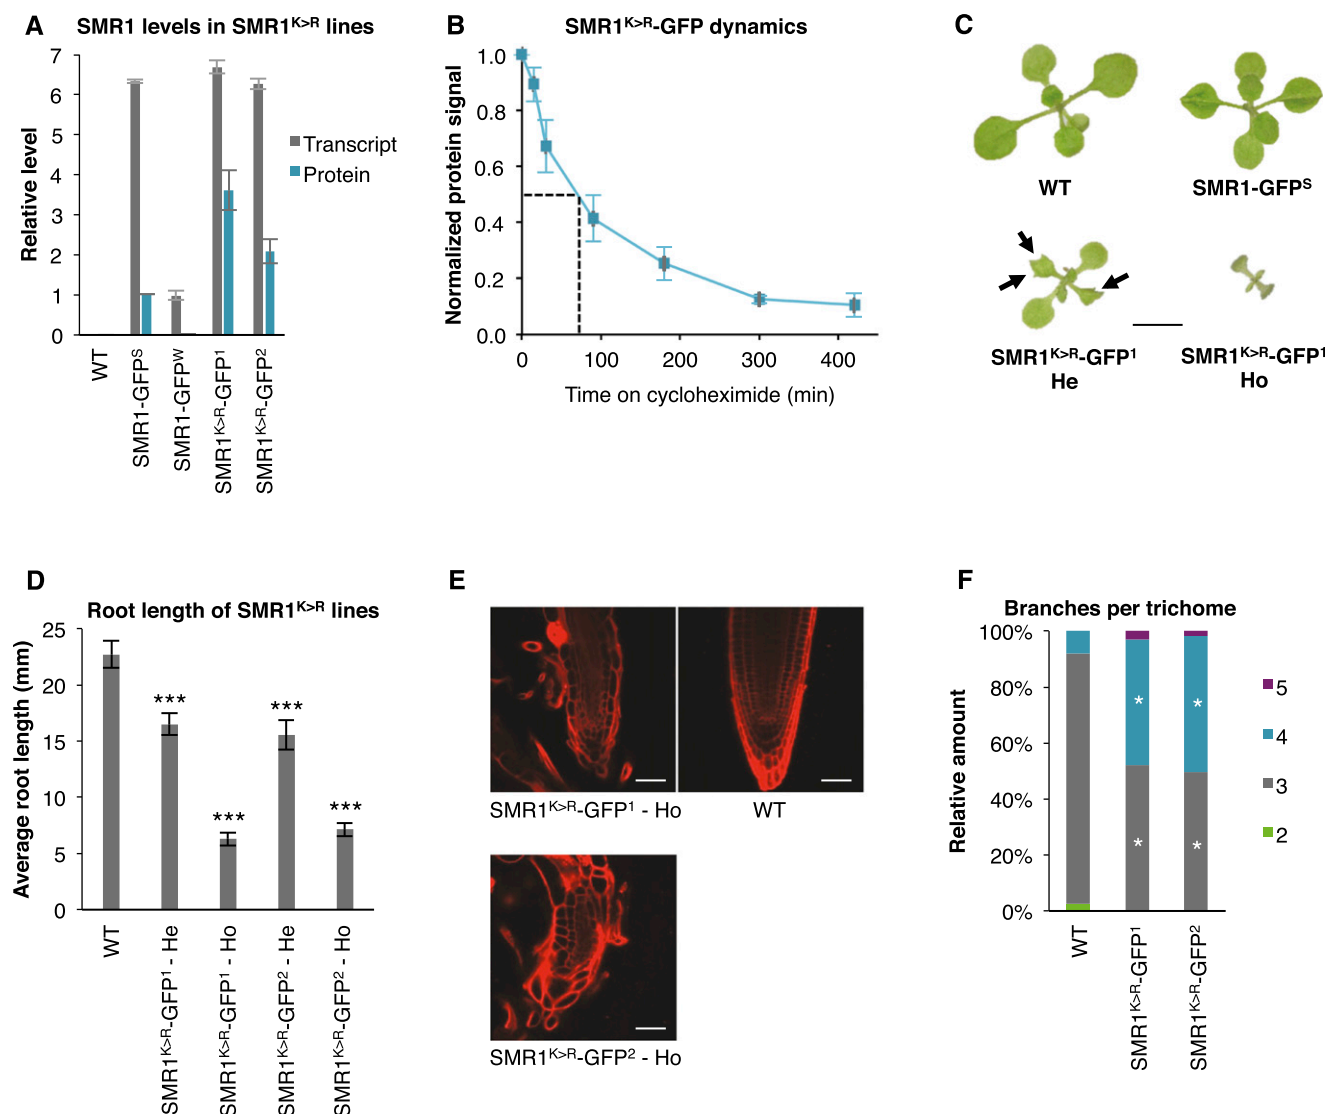 A
SMR1 levels in SMR1K>R lines
7
6
5
4
3
2
1
0
Relative level
Transcript
Protein
WT
SMR1-GFPS
SMR1-GFPW
SMR1K>R-GFP1
SMR1K>R-GFP2
B
SMR1K>R-GFP dynamics
1.0
0.8
0.6
0.4
0.2
0.0
Normalized protein signal
0
100
200
300
400
Time on cycloheximide (min)
C
WT
SMR1-GFPS
SMR1K>R-GFP1
He
SMR1K>R-GFP1
Ho
D
Root length of SMR1K>R lines
25
20
15
10
5
0
Average root length (mm)
***
***
***
***
WT
SMR1K>R-GFP1 - He
SMR1K>R-GFP1 - Ho
SMR1K>R-GFP2 - He
SMR1K>R-GFP2 - Ho
E
SMR1K>R-GFP1 - Ho
WT
SMR1K>R-GFP2 - Ho
F
Branches per trichome
100%
80%
60%
40%
20%
0%
Relative amount
*
*
*
*
5
4
3
2
WT
SMR1K>R-GFP1
SMR1K>R-GFP2